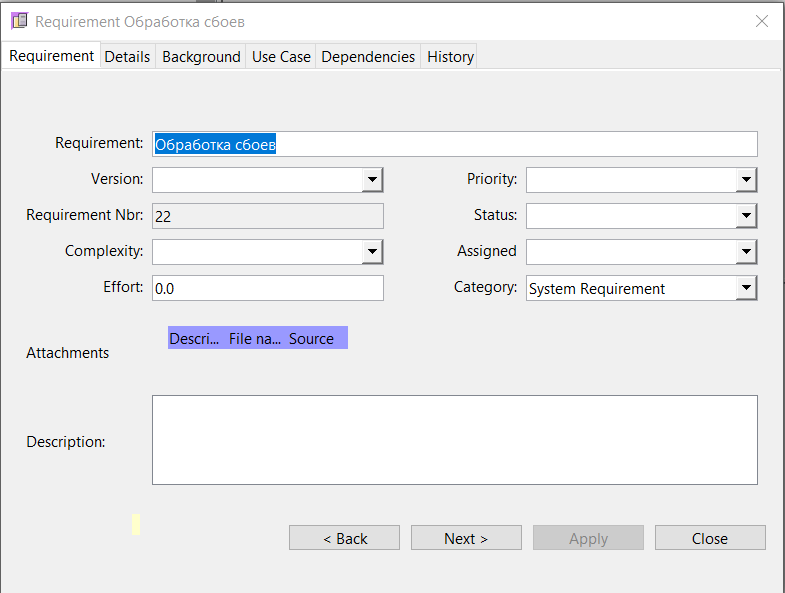 Requirement Обработка сбоев
Requirement Details Background Use Case Dependencies History
Requirement: Обработка сбоев
Version: Priority:
Requirement Nbr: 22 Status:
Complexity: Assigned
Effort: 0.0 Category: System Requirement
Descri... File na... Source
Attachments
Description:
< Back Next > Apply Close